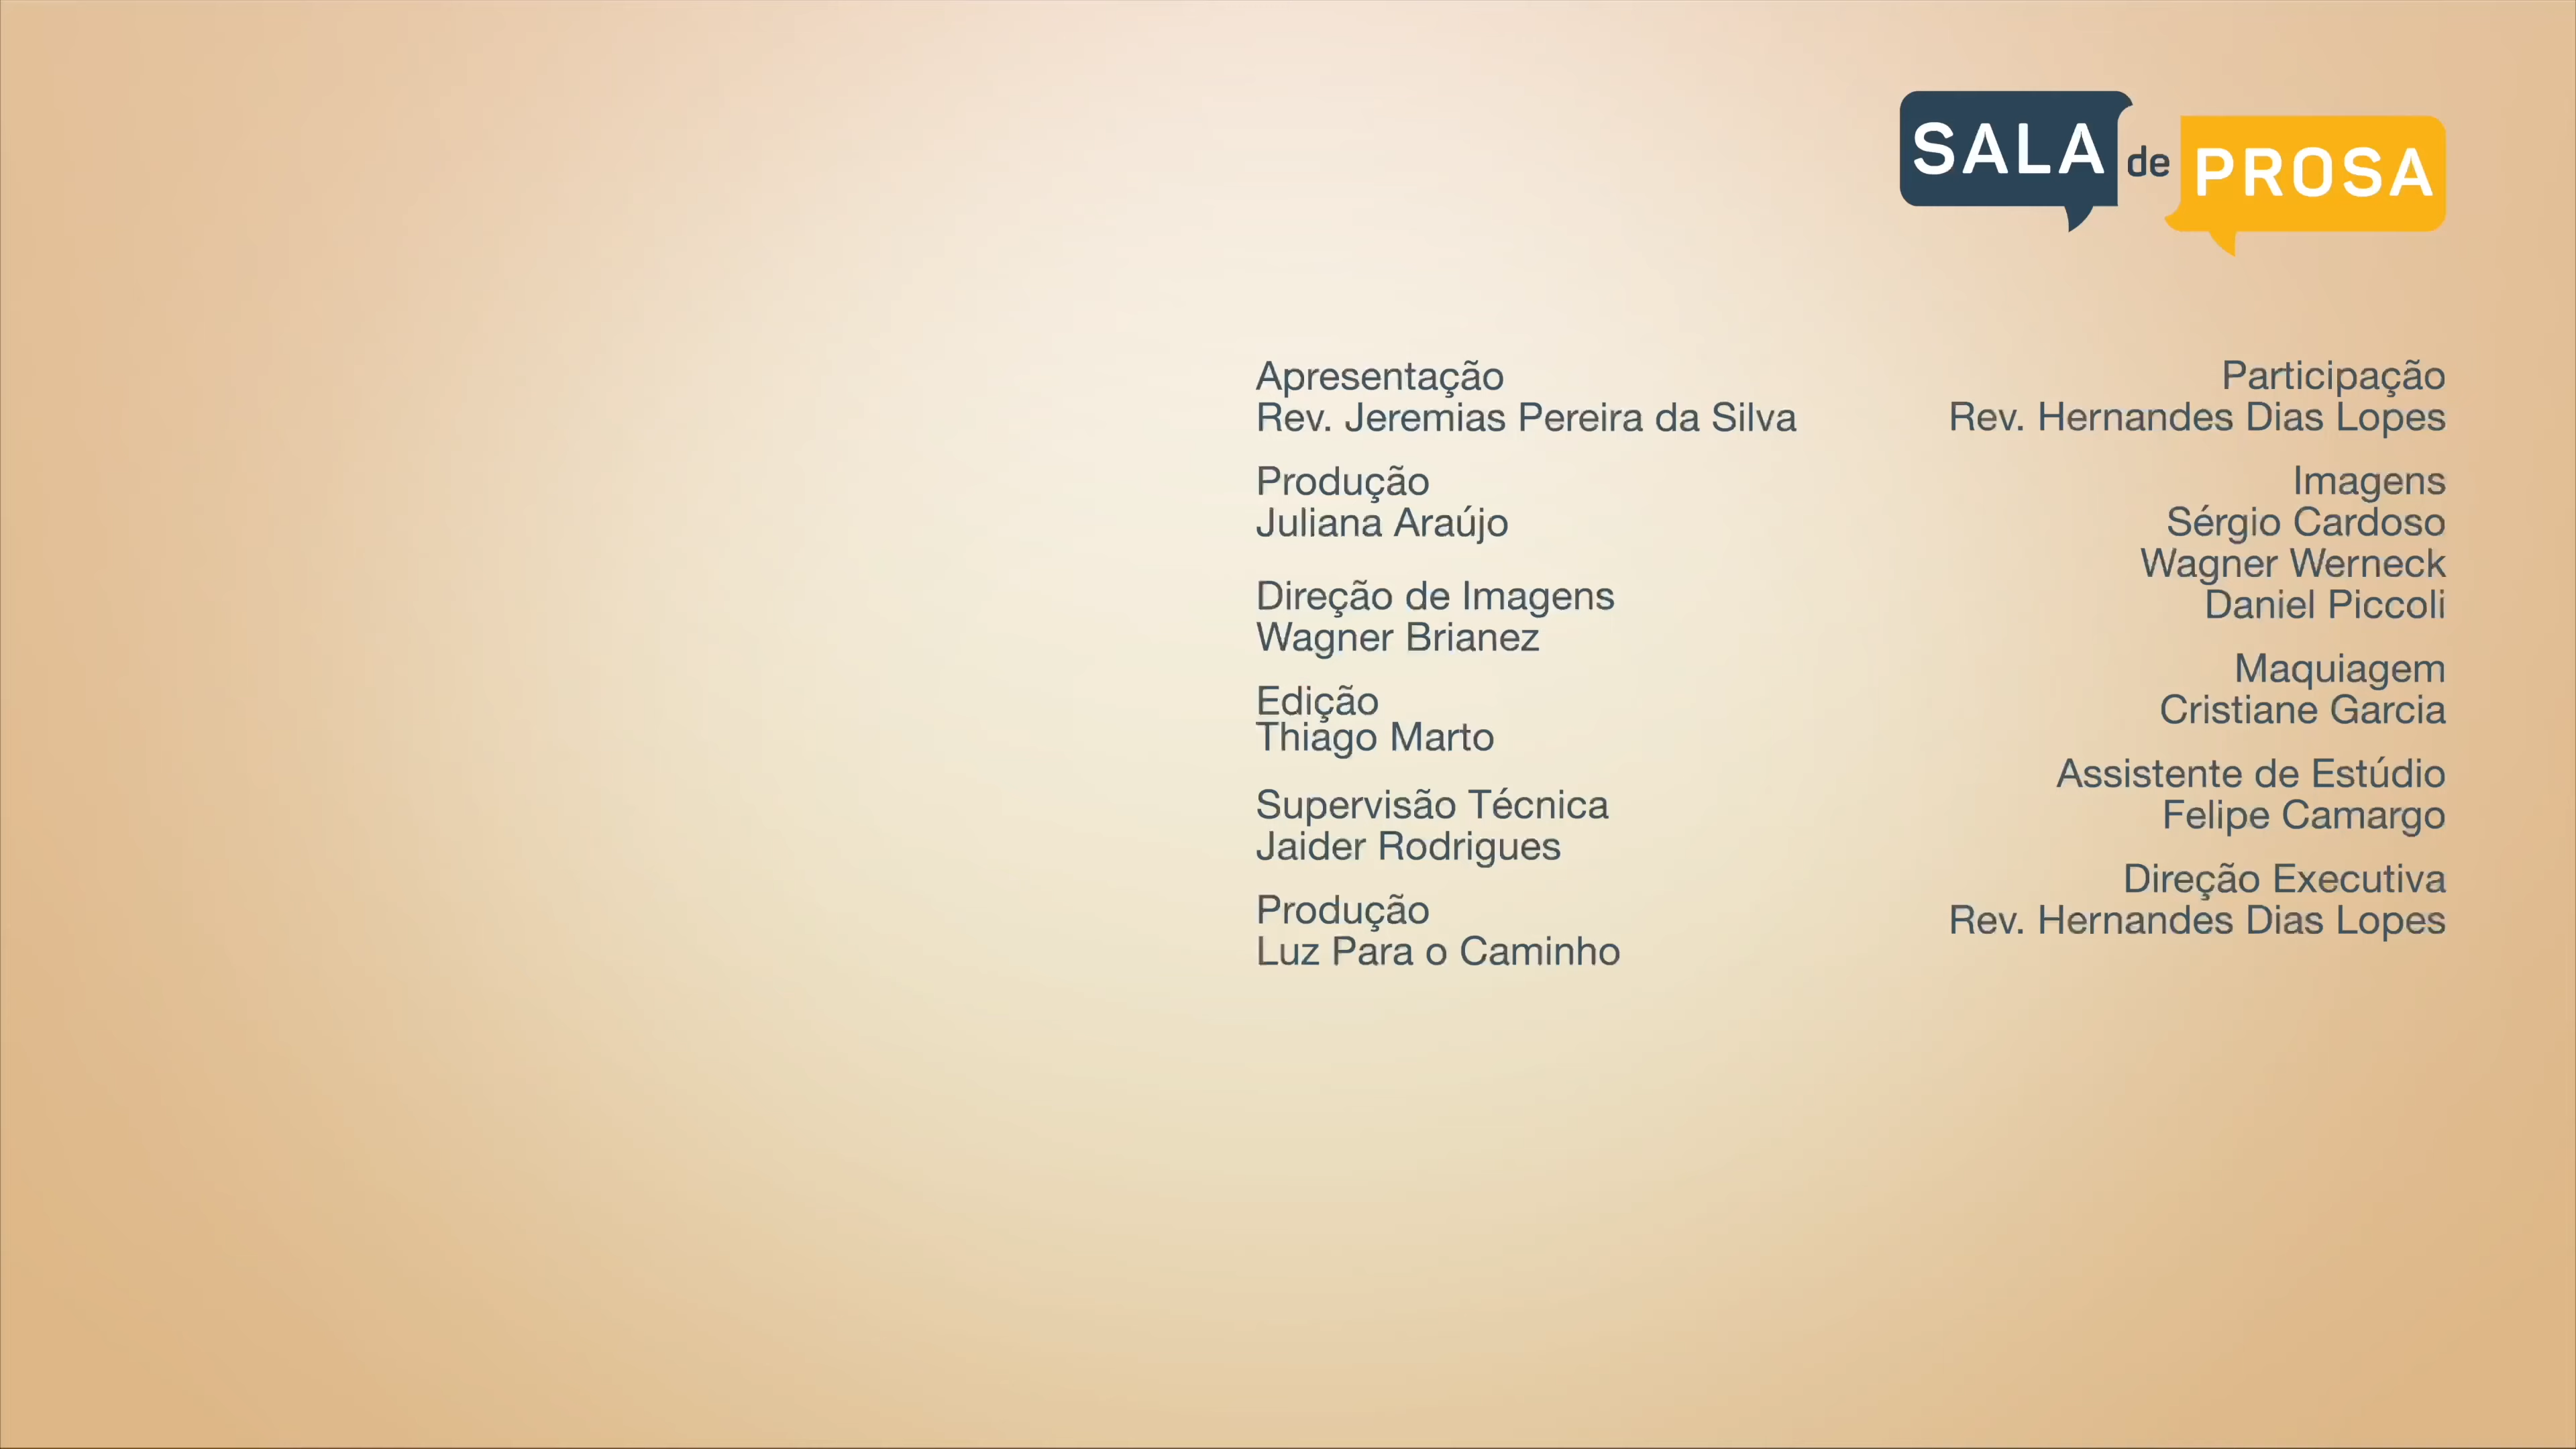 SALA de PROSA
Apresentação
Rev. Jeremias Pereira da Silva
Produção
Juliana Araújo
Direção de Imagens
Wagner Brianez
Edição
Thiago Marto
Supervisão Técnica
Jaider Rodrigues
Produção
Luz Para o Caminho
Participação
Rev. Hernandes Dias Lopes
Imagens
Sérgio Cardoso
Wagner Werneck
Daniel Piccoli
Maquiagem
Cristiane Garcia
Assistente de Estúdio
Felipe Camargo
Direção Executiva
Rev. Hernandes Dias Lopes